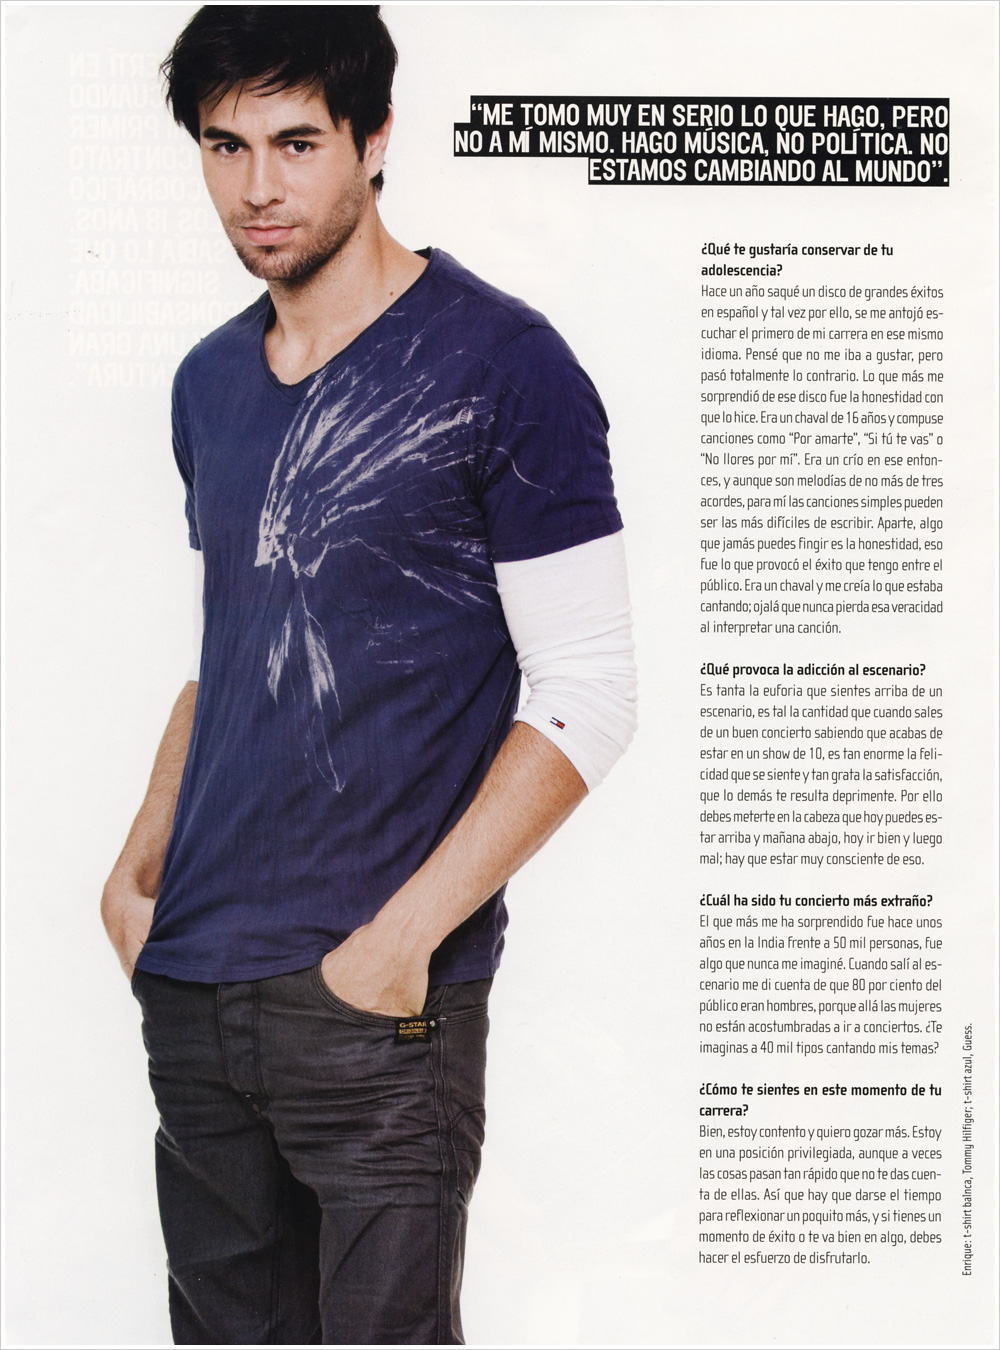 “ME TOMO MUY EN SERIO LO QUE HAGO, PERO
NO A MÍ MISMO. HAGO MÚSICA, NO POLÍTICA. NO
ESTAMOS CAMBIANDO AL MUNDO”.
¿Qué te gustaría conservar de tu
adolescencia?
Hace un año saqué un disco de grandes éxitos
en español y tal vez por ello, se me antojó es-
cuchar el primero de mi carrera en ese mismo
idioma. Pensé que no me iba a gustar, pero
pasó totalmente lo contrario. Lo que más me
sorprendió de ese disco fue la honestidad con
que lo hice. Era un chaval de 16 años y compuse
canciones como “Por amarte”, “Si tú te vas” o
“No llores por mí”. Era un crío en ese enton-
ces, y aunque son melodías de no más de tres
acordes, para mí las canciones simples pueden
ser las más difíciles de escribir. Aparte, algo
que jamás puedes fingir es la honestidad, eso
fue lo que provocó el éxito que tengo entre el
público. Era un chaval y me creía lo que estaba
cantando; ojalá que nunca pierda esa veracidad
al interpretar una canción.
¿Qué provoca la adicción al escenario?
Es tanta la euforia que sientes arriba de un
escenario, es tal la cantidad que cuando sales
de un buen concierto sabiendo que acabas de
estar en un show de 10, es tan enorme la feli-
cidad que se siente y tan grata la satisfacción,
que lo demás te resulta deprimente. Por ello
debes meterte en la cabeza que hoy puedes es-
tar arriba y mañana abajo, hoy ir bien y luego
mal; hay que estar muy consciente de eso.
¿Cuál ha sido tu concierto más extraño?
El que más me ha sorprendido fue hace unos
años en la India frente a 50 mil personas, fue
algo que nunca me imaginé. Cuando salí al es-
cenario me di cuenta de que 80 por ciento del
público eran hombres, porque allá las mujeres
no están acostumbradas a ir a conciertos. ¿Te
imaginas a 40 mil tipos cantando mis temas?
¿Cómo te sientes en este momento de tu
carrera?
Bien, estoy contento y quiero gozar más. Estoy
en una posición privilegiada, aunque a veces
las cosas pasan tan rápido que no te das cuen-
ta de ellas. Así que hay que darse el tiempo
para reflexionar un poquito más, y si tienes un
momento de éxito o te va bien en algo, debes
hacer el esfuerzo de disfrutarlo.
Enrique: t-shirt balnca, Tommy Hilfiger; t-shirt azul, Guess.
G-STAR